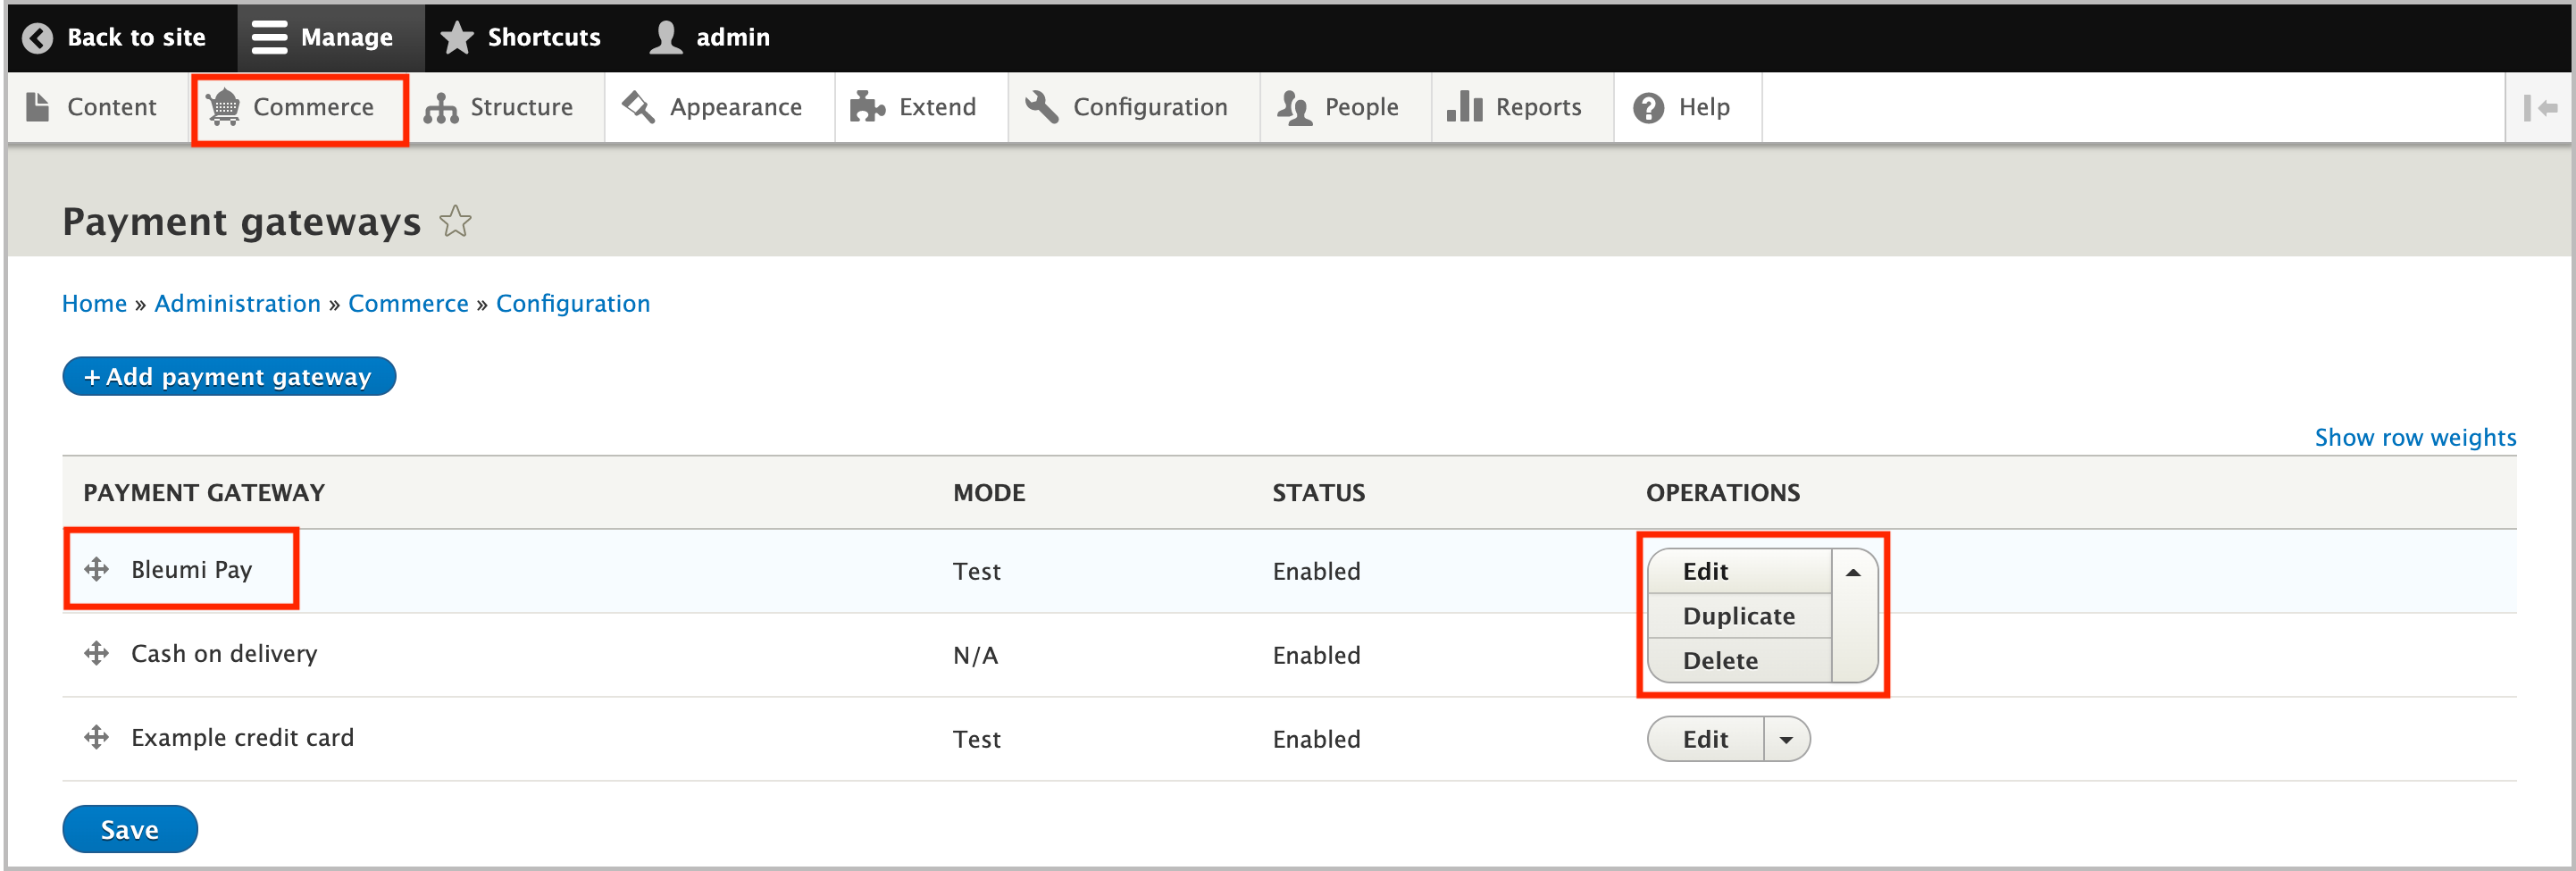 Back to site Manage Shortcuts admin
Content Commerce Structure Appearance Extend Configuration People Reports Help
Payment gateways
Home » Administration » Commerce » Configuration
+ Add payment gateway
Show row weights
PAYMENT GATEWAY MODE STATUS OPERATIONS
Bleumi Pay Test Enabled Edit
Duplicate
Cash on delivery N/A Enabled
Delete
Example credit card Test Enabled Edit
Save